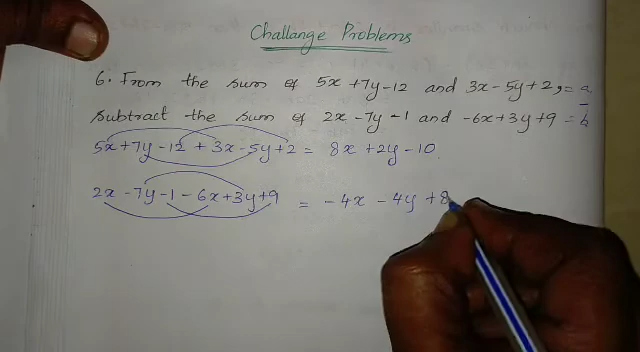 Challange Problems
6. From the sum of 5x + 7y - 12 and 3x - 5y + 2, = a
subtract the sum of 2x - 7y - 1 and -6x + 3y + 9 = b
5x + 7y - 12 + 3x - 5y + 2 = 8x + 2y - 10
2x - 7y - 1 - 6x + 3y + 9 = -4x - 4y + 8